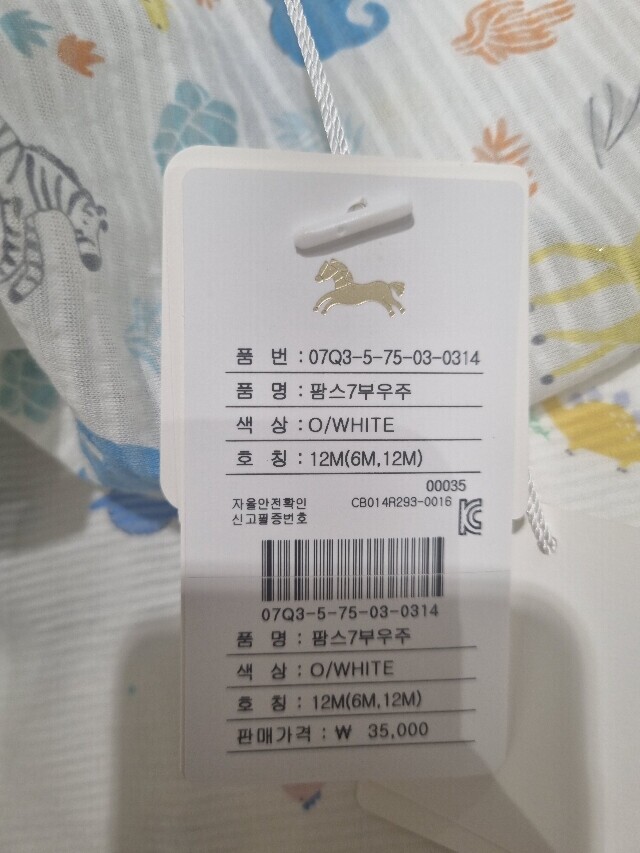 품 번 : 07Q3-5-75-03-0314
품 명 : 팜스7부우주
색 상 : O/WHITE
호 칭 : 12M(6M,12M)
00035
자율안전확인 CB014R293-0016
신고필증번호
07Q3-5-75-03-0314
품 명 : 팜스7부우주
색 상 : O/WHITE
호 칭 : 12M(6M,12M)
판매가격 : ₩ 35,000